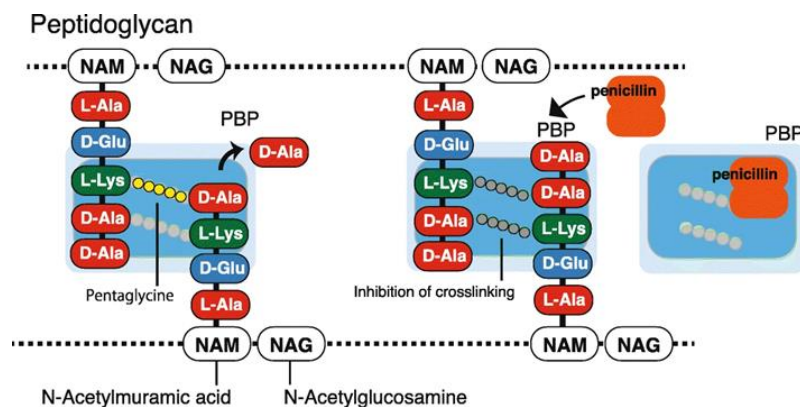 Peptidoglycan
NAM NAG NAM NAG
L-Ala L-Ala penicillin
PBP PBP PBP
D-Glu D-Ala D-Glu D-Ala
L-Lys D-Ala L-Lys D-Ala penicillin
D-Ala L-Lys D-Ala L-Lys
D-Ala D-Glu D-Ala D-Glu
Pentaglycine Inhibition of crosslinking
L-Ala L-Ala
NAM NAG NAM NAG
N-Acetylmuramic acid N-Acetylglucosamine